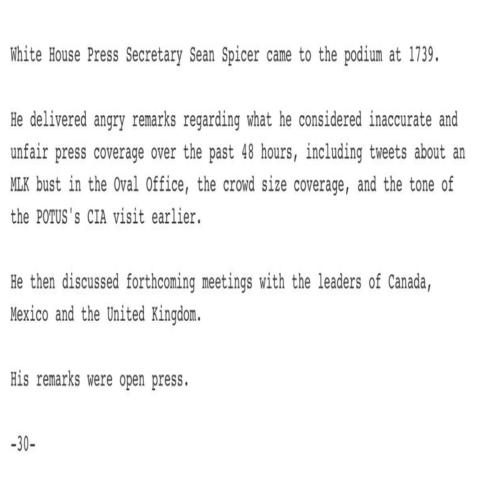 White House Press Secretary Sean Spicer came to the podium at 1739.
He delivered angry remarks regarding what he considered inaccurate and
unfair press coverage over the past 48 hours, including tweets about an
MLK bust in the Oval Office, the crowd size coverage, and the tone of
the POTUS's CIA visit earlier.
He then discussed forthcoming meetings with the leaders of Canada,
Mexico and the United Kingdom.
His remarks were open press.
-30-